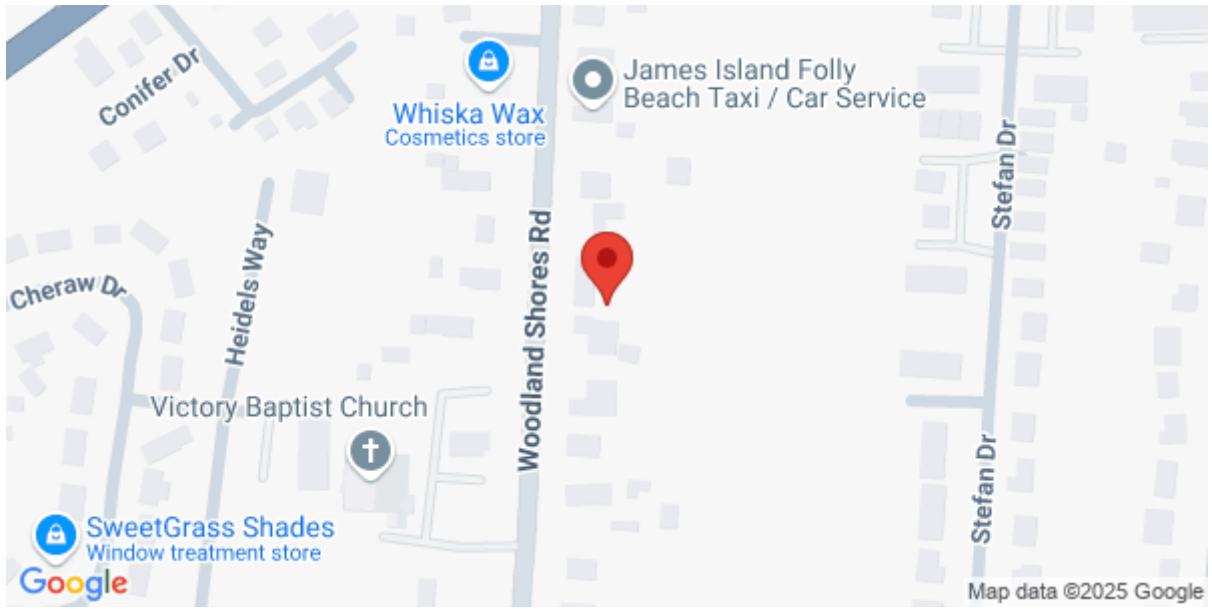 Conifer Dr
Whiska Wax
Cosmetics store
James Island Folly
Beach Taxi / Car Service
Stefan Dr
Woodland Shores Rd
Heidels Way
Cheraw Dr
Victory Baptist Church
Stefan Dr
SweetGrass Shades
Window treatment store
Google
Map data ©2025 Google